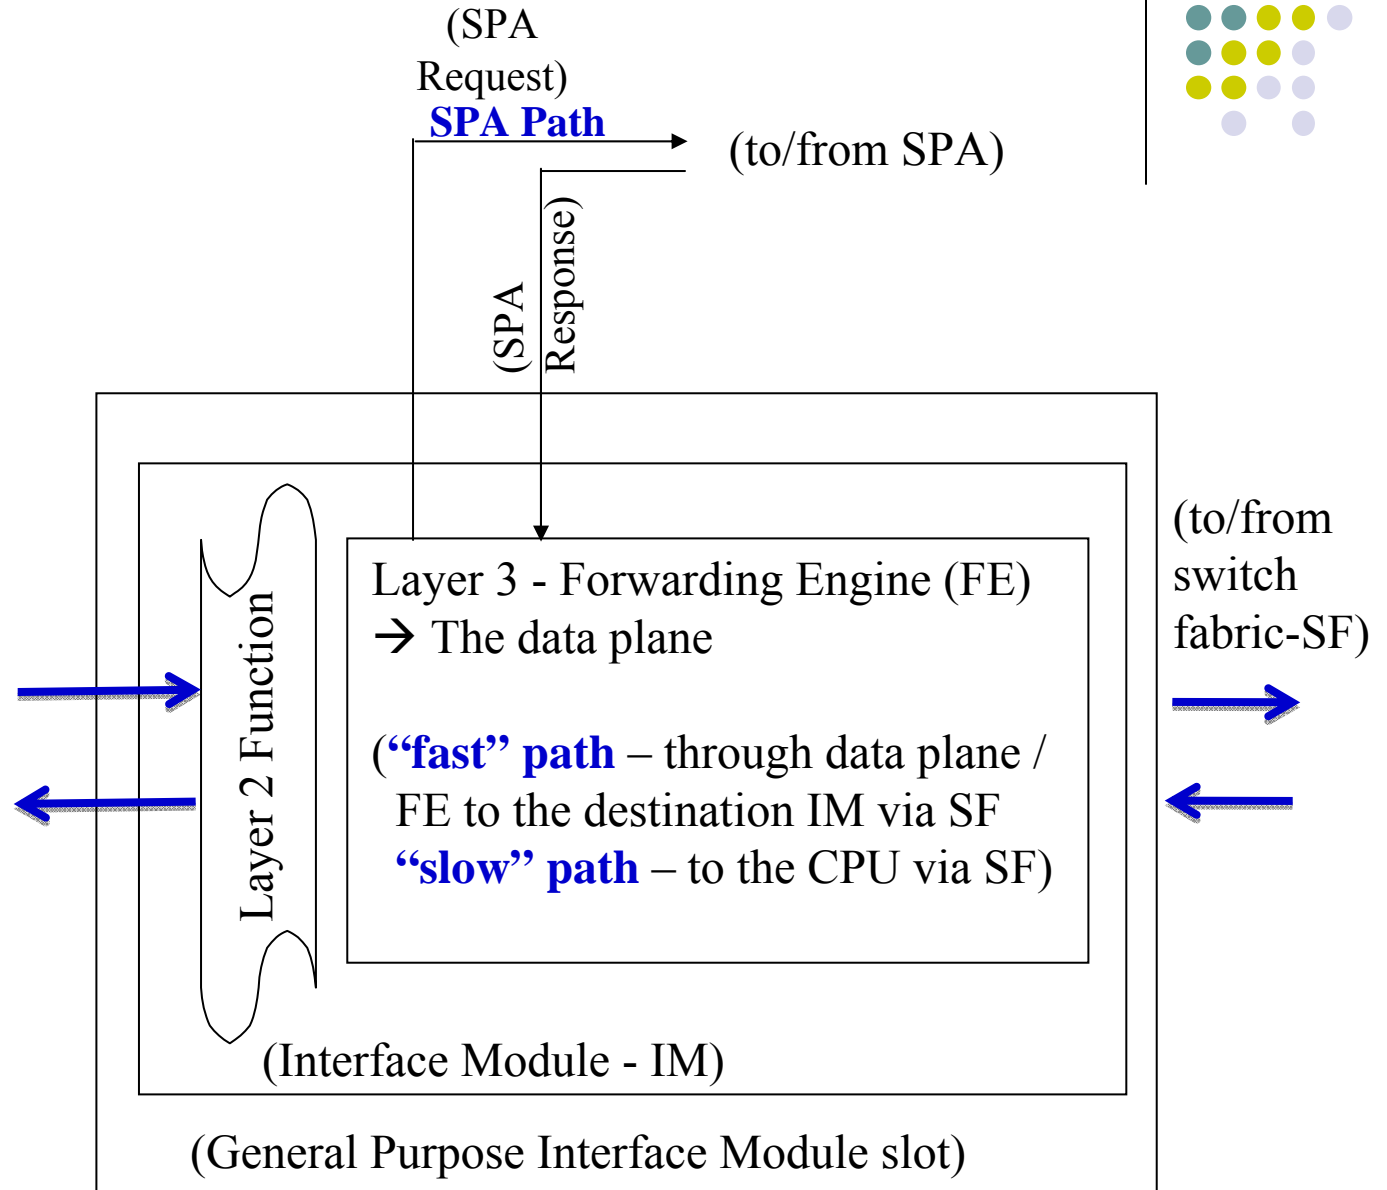 (SPA
Request)
SPA Path
(to/from SPA)
(SPA
Response)
(to/from
switch
fabric-SF)
Layer 2 Function
Layer 3 - Forwarding Engine (FE)
→ The data plane
(“fast” path – through data plane /
FE to the destination IM via SF
“slow” path – to the CPU via SF)
(Interface Module - IM)
(General Purpose Interface Module slot)